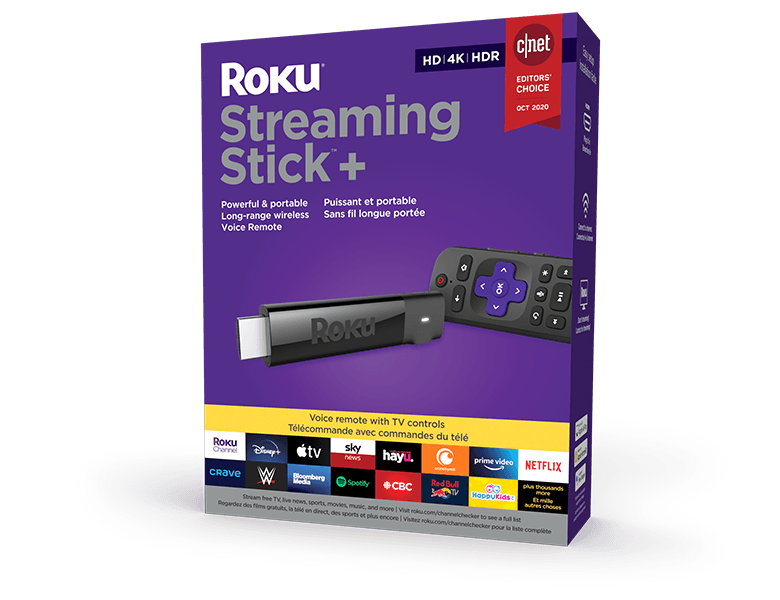 ROKU
Streaming
Stick™+
Powerful & portable
Long-range wireless
Voice Remote
Puissant et portable
Sans fil longue portée
HD|4K|HDR
c|net
EDITORS'
CHOICE
OCT 2020
OK
ROKU
Voice remote with TV controls
Télécommande avec commandes du télé
ROKU
Channel
Disney+
tv
sky
news
hayu.
crunchyroll
prime video
NETFLIX
CRAVE
W
Bloomberg
Media
Spotify
CBC
Red Bull
TV
HappyKids
plus thousands
more
Et mille
autres choses
Stream free TV, live news, sports, movies, music, and more | Visit roku.com/channelchecker to see a full list
Regardez des films gratuits, la télé en direct, des sports et plus encore | Visitez roku.com/channelchecker pour la liste complète